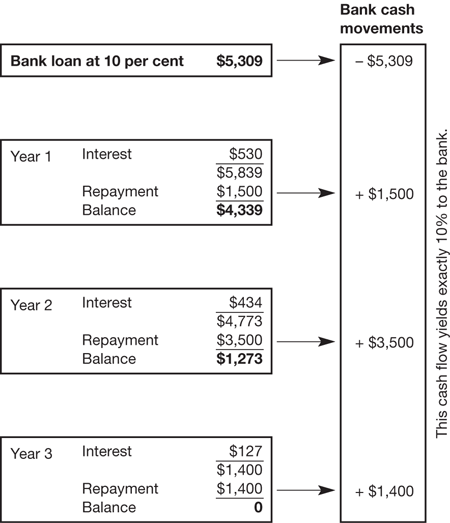 Bank cash
movements
Bank loan at 10 per cent $5,309
– $5,309
Year 1 Interest $530
$5,839
Repayment $1,500
+ $1,500
Balance $4,339
Year 2 Interest $434
$4,773
Repayment $3,500
+ $3,500
Balance $1,273
Year 3 Interest $127
$1,400
Repayment $1,400
+ $1,400
Balance 0
This cash flow yields exactly 10% to the bank.